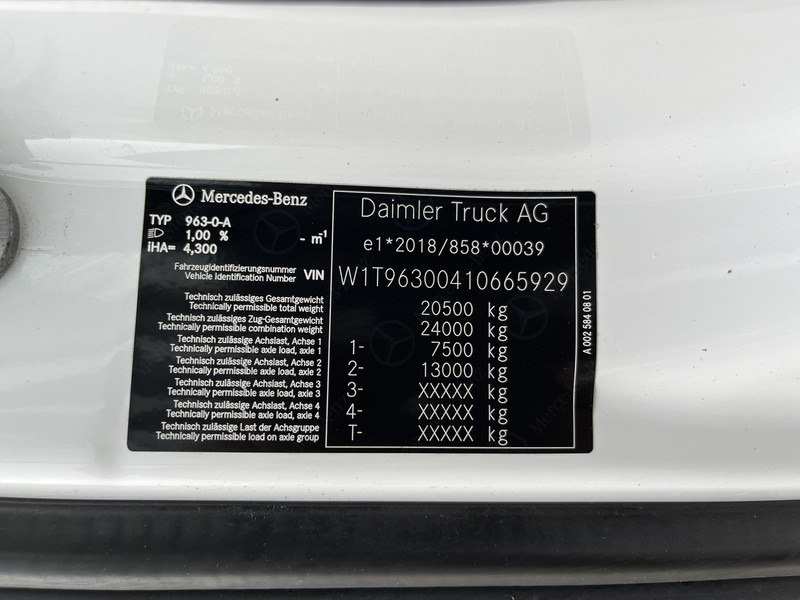 Mercedes-Benz
TYP 963-0-A
1,00 % - m-1
iHA= 4,300
Fahrzeugidentifizierungsnummer
Vehicle Identification Number VIN
Technisch zulässiges Gesamtgewicht
Technically permissible total weight
Technisch zulässiges Zug-Gesamtgewicht
Technically permissible combination weight
Technisch zulässige Achslast, Achse 1
Technically permissible axle load, axle 1
Technisch zulässige Achslast, Achse 2
Technically permissible axle load, axle 2
Technisch zulässige Achslast, Achse 3
Technically permissible axle load, axle 3
Technisch zulässige Achslast, Achse 4
Technically permissible axle load, axle 4
Technisch zulässige Last der Achsgruppe
Technically permissible load on axle group
Daimler Truck AG
e1*2018/858*00039
W1T96300410665929
20500 kg
24000 kg
1- 7500 kg
2- 13000 kg
3- XXXXX kg
4- XXXXX kg
T- XXXXX kg
A 002 584 08 01